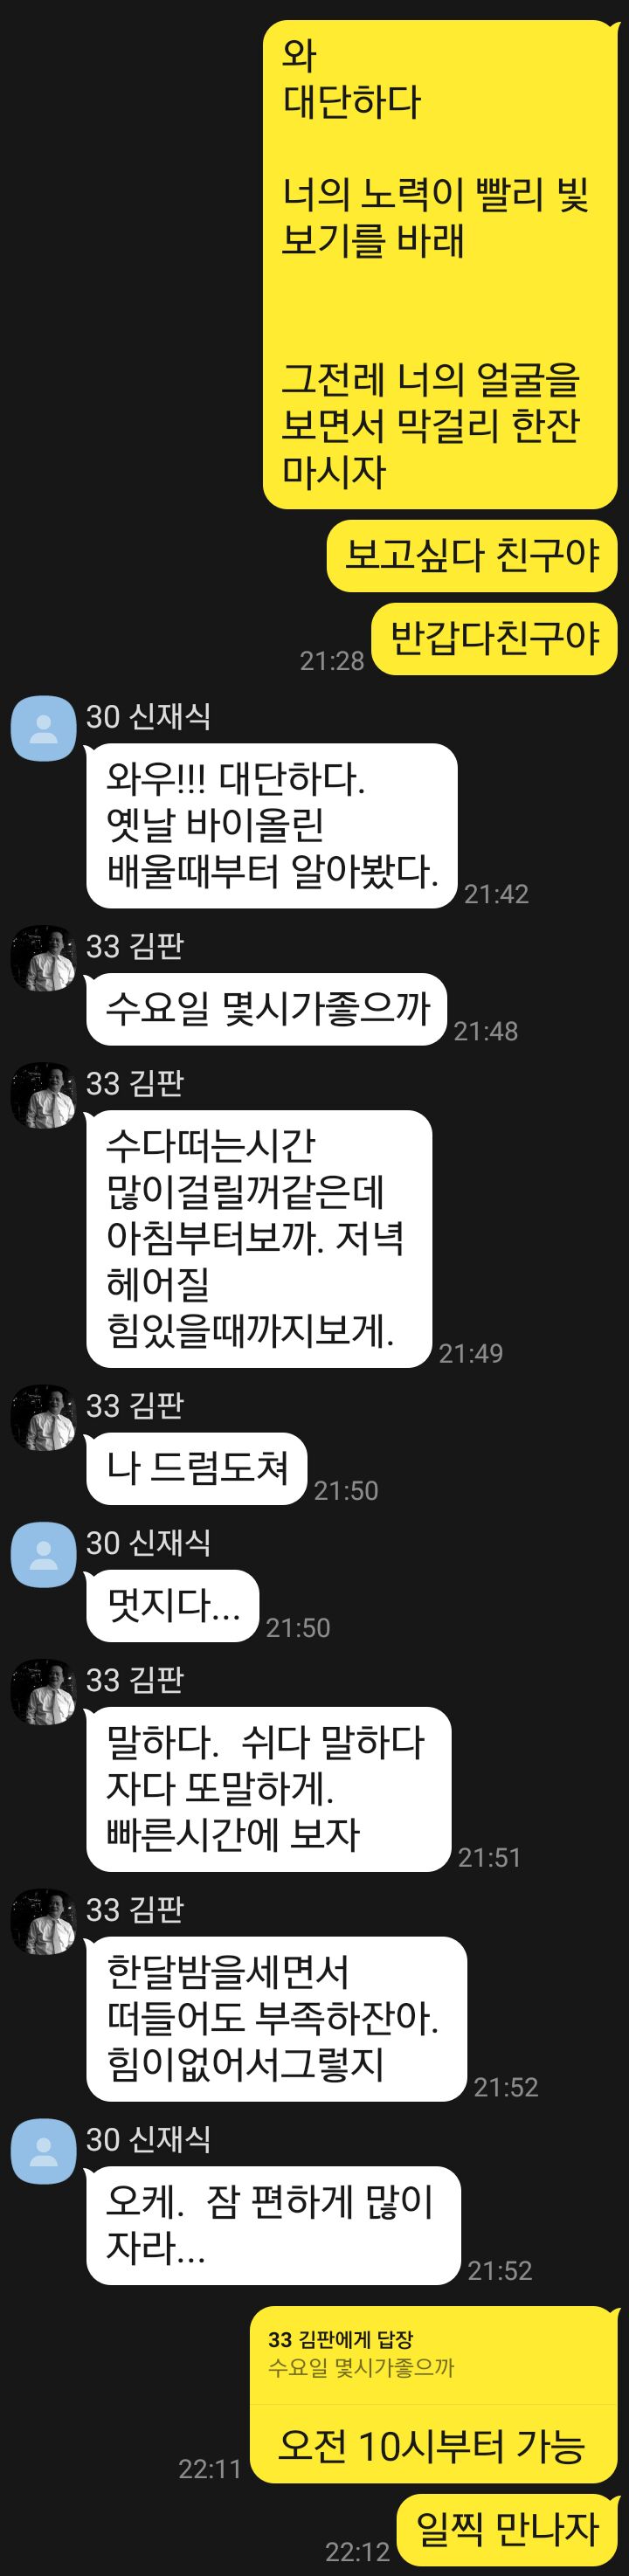 와
대단하다
너의 노력이 빨리 빛
보기를 바래
그전레 너의 얼굴을
보면서 막걸리 한잔
마시자
보고싶다 친구야
반갑다친구야
21:28
30 신재식
와우!!! 대단하다.
옛날 바이올린
배울때부터 알아봤다.
21:42
33 김판
수요일 몇시가좋으까
21:48
33 김판
수다떠는시간
많이걸릴꺼같은데
아침부터보까. 저녁
헤어질
힘있을때까지보게.
21:49
33 김판
나 드럼도쳐
21:50
30 신재식
멋지다...
21:50
33 김판
말하다.  쉬다 말하다
자다 또말하게.
빠른시간에 보자
21:51
33 김판
한달밤을세면서
떠들어도 부족하잔아.
힘이없어서그렇지
21:52
30 신재식
오케.  잠 편하게 많이
자라...
21:52
33 김판에게 답장
수요일 몇시가좋으까
오전 10시부터 가능
22:11
일찍 만나자
22:12